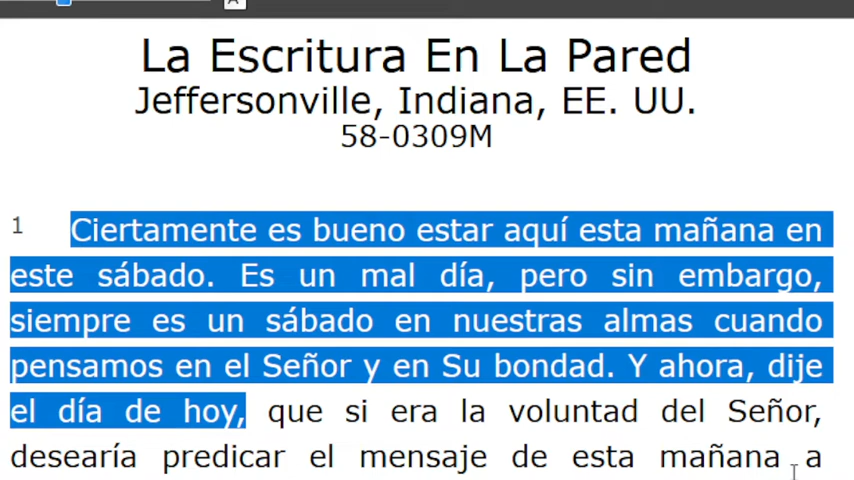 La Escritura En La Pared
Jeffersonville, Indiana, EE. UU.
58-0309M
1 Ciertamente es bueno estar aquí esta mañana en
este sábado. Es un mal día, pero sin embargo,
siempre es un sábado en nuestras almas cuando
pensamos en el Señor y en Su bondad. Y ahora, dije
el día de hoy, que si era la voluntad del Señor,
desearía predicar el mensaje de esta mañana a